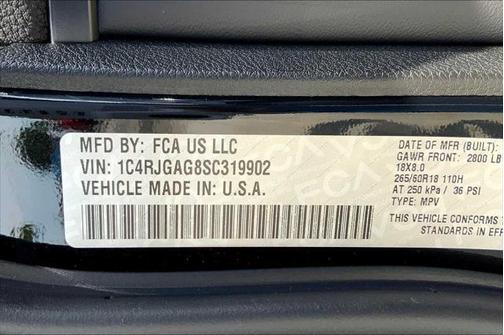 MFD BY: FCA US LLC
VIN: 1C4RJGAG8SC319902
VEHICLE MADE IN: U.S.A.
DATE OF MFR (BUILT):
GAWR FRONT: 2800 LB
18X8.0
265/60R18 110H
AT 250 kPa / 36 PSI
TYPE: MPV
THIS VEHICLE CONFORMS
STANDARDS IN EFF